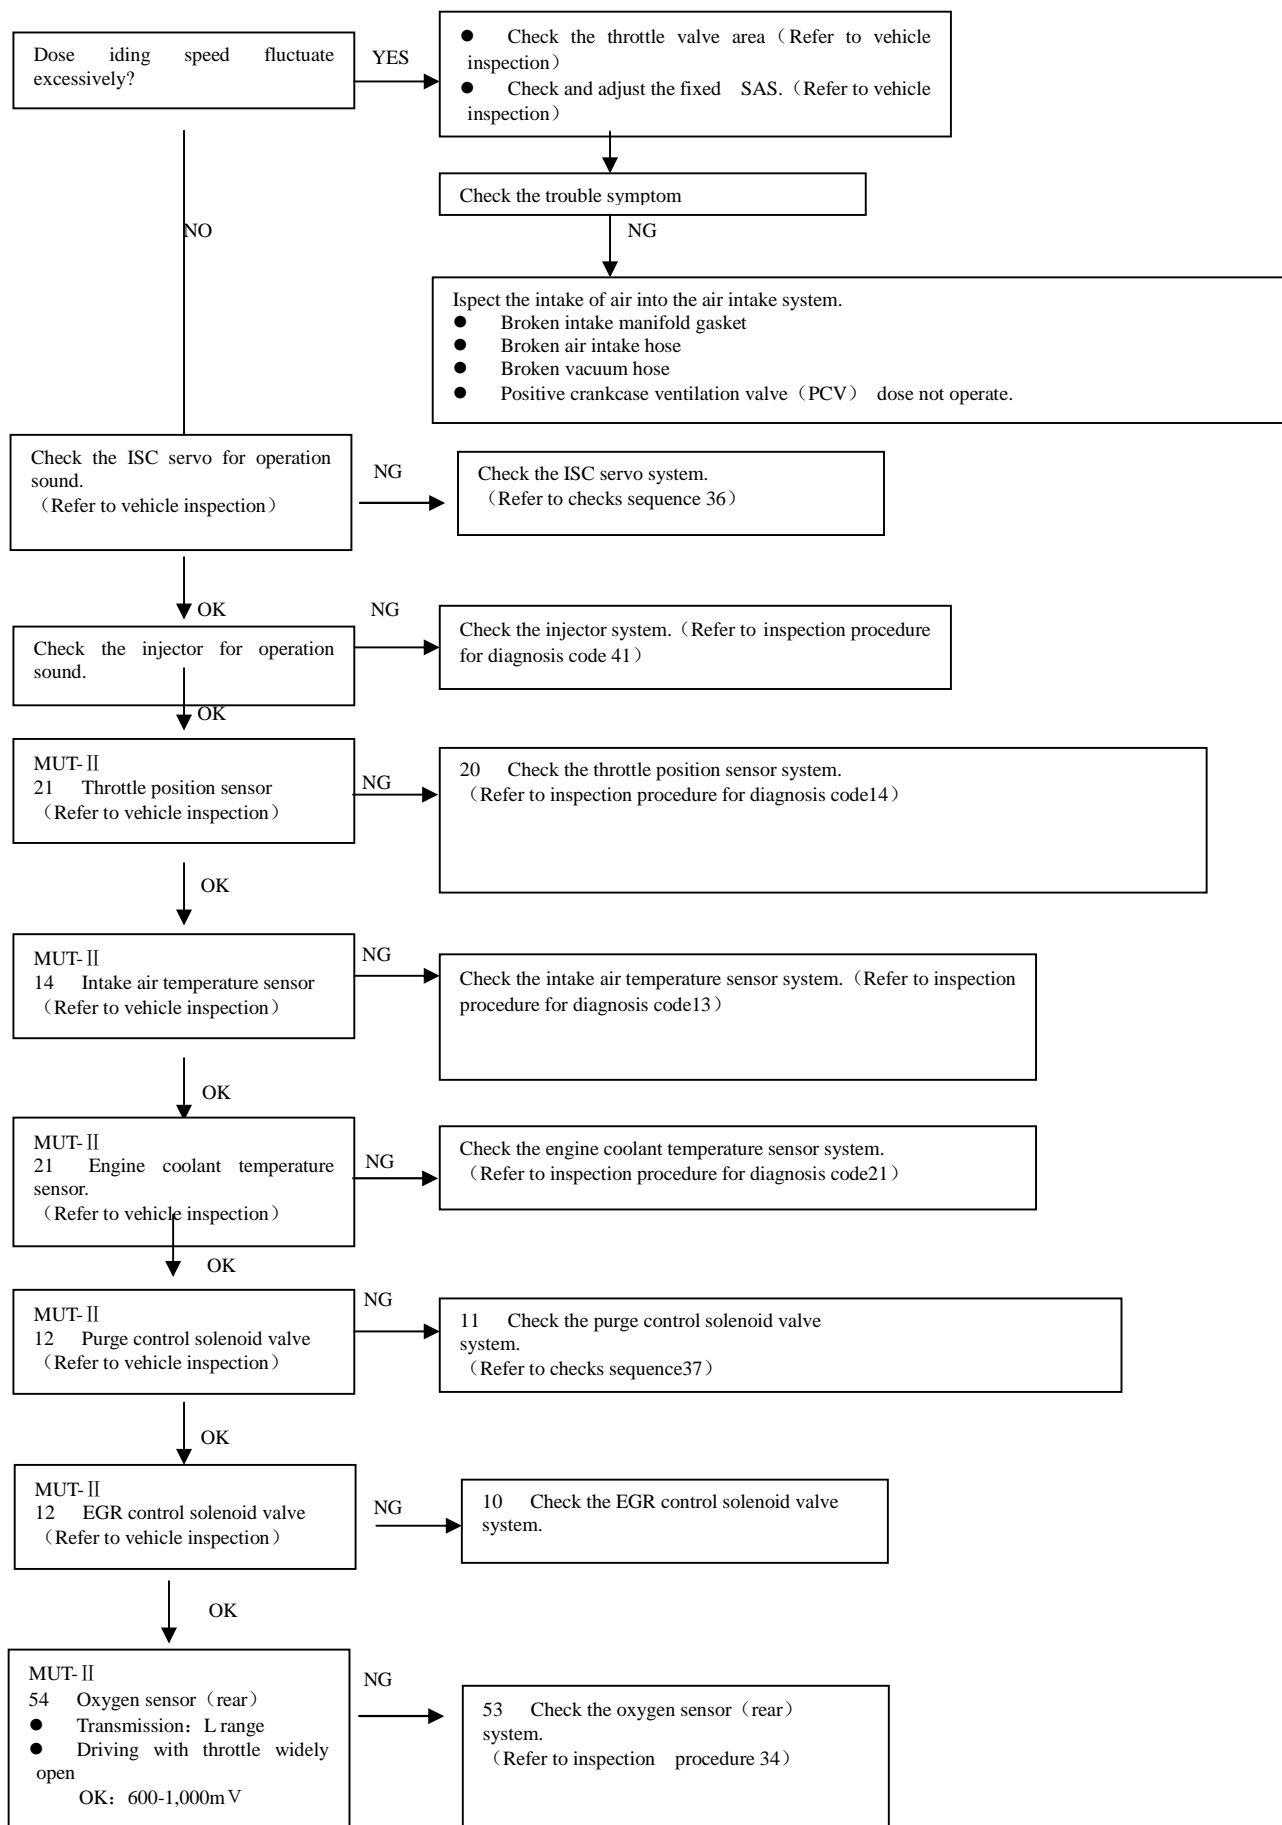 Dose iding speed fluctuate
excessively?
YES
● Check the throttle valve area（Refer to vehicle
inspection）
● Check and adjust the fixed SAS.（Refer to vehicle
inspection）
Check the trouble symptom
NO
NG
Ispect the intake of air into the air intake system.
● Broken intake manifold gasket
● Broken air intake hose
● Broken vacuum hose
● Positive crankcase ventilation valve（PCV） dose not operate.
Check the ISC servo for operation
sound.
（Refer to vehicle inspection）
NG
Check the ISC servo system.
（Refer to checks sequence 36）
OK
NG
Check the injector for operation
sound.
Check the injector system.（Refer to inspection procedure
for diagnosis code 41）
OK
MUT-Ⅱ
21 Throttle position sensor
（Refer to vehicle inspection）
NG
20 Check the throttle position sensor system.
（Refer to inspection procedure for diagnosis code14）
OK
MUT-Ⅱ
14 Intake air temperature sensor
（Refer to vehicle inspection）
NG
Check the intake air temperature sensor system.（Refer to inspection
procedure for diagnosis code13）
OK
MUT-Ⅱ
21 Engine coolant temperature
sensor.
（Refer to vehicle inspection）
NG
Check the engine coolant temperature sensor system.
（Refer to inspection procedure for diagnosis code21）
OK
MUT-Ⅱ
12 Purge control solenoid valve
（Refer to vehicle inspection）
NG
11 Check the purge control solenoid valve
system.
（Refer to checks sequence37）
OK
MUT-Ⅱ
12 EGR control solenoid valve
（Refer to vehicle inspection）
NG
10 Check the EGR control solenoid valve
system.
OK
MUT-Ⅱ
54 Oxygen sensor（rear）
● Transmission：L range
● Driving with throttle widely
open
OK：600-1,000mＶ
NG
53 Check the oxygen sensor（rear）
system.
（Refer to inspection procedure 34）